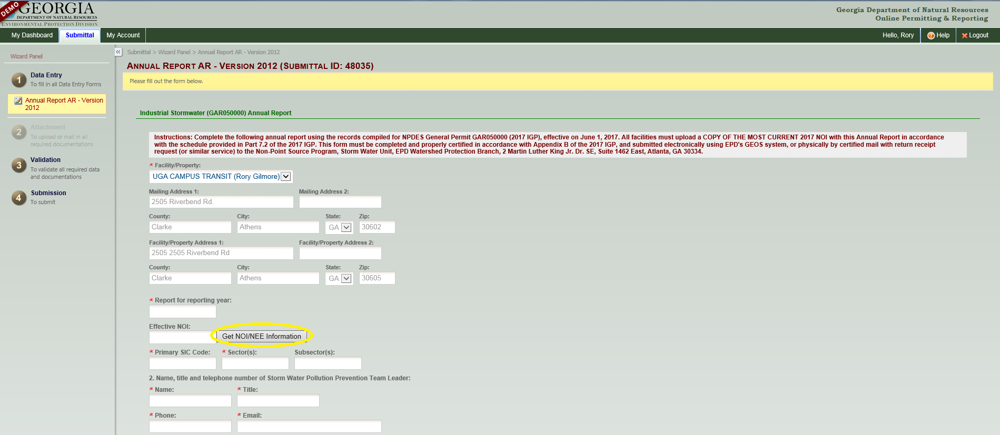 DEMO
GEORGIA
DEPARTMENT OF NATURAL RESOURCES
ENVIRONMENTAL PROTECTION DIVISION
Georgia Department of Natural Resources
Online Permitting & Reporting
My Dashboard Submittal My Account Hello, Rory Help Logout
Wizard Panel
1 Data Entry
To fill in all Data Entry Forms
Annual Report AR - Version
2012
2 Attachment
To upload or mail in all
required documentations
3 Validation
To validate all required data
and documentations
4 Submission
To submit
Submittal > Wizard Panel > Annual Report AR - Version 2012
ANNUAL REPORT AR - VERSION 2012 (SUBMITTAL ID: 48035)
Please fill out the form below.
Industrial Stormwater (GAR050000) Annual Report
Instructions: Complete the following annual report using the records compiled for NPDES General Permit GAR050000 (2017 IGP), effective on June 1, 2017. All facilities must upload a COPY OF THE MOST CURRENT 2017 NOI with this Annual Report in accordance
with the schedule provided in Part 7.2 of the 2017 IGP. This form must be completed and properly certified in accordance with Appendix B of the 2017 IGP, and submitted electronically using EPD's GEOS system, or physically by certified mail with return receipt
request (or similar service) to the Non-Point Source Program, Storm Water Unit, EPD Watershed Protection Branch, 2 Martin Luther King Jr. Dr. SE, Suite 1462 East, Atlanta, GA 30334.
* Facility/Property:
UGA CAMPUS TRANSIT (Rory Gilmore)
Mailing Address 1: Mailing Address 2:
2505 Riverbend Rd.
County: City: State: Zip:
Clarke Athens GA 30602
Facility/Property Address 1: Facility/Property Address 2:
2505 2505 Riverbend Rd
County: City: State: Zip:
Clarke Athens GA 30605
* Report for reporting year:
Effective NOI:
Get NOI/NEE Information
* Primary SIC Code: * Sector(s): Subsector(s):
2. Name, title and telephone number of Storm Water Pollution Prevention Team Leader:
* Name: * Title:
* Phone: * Email: